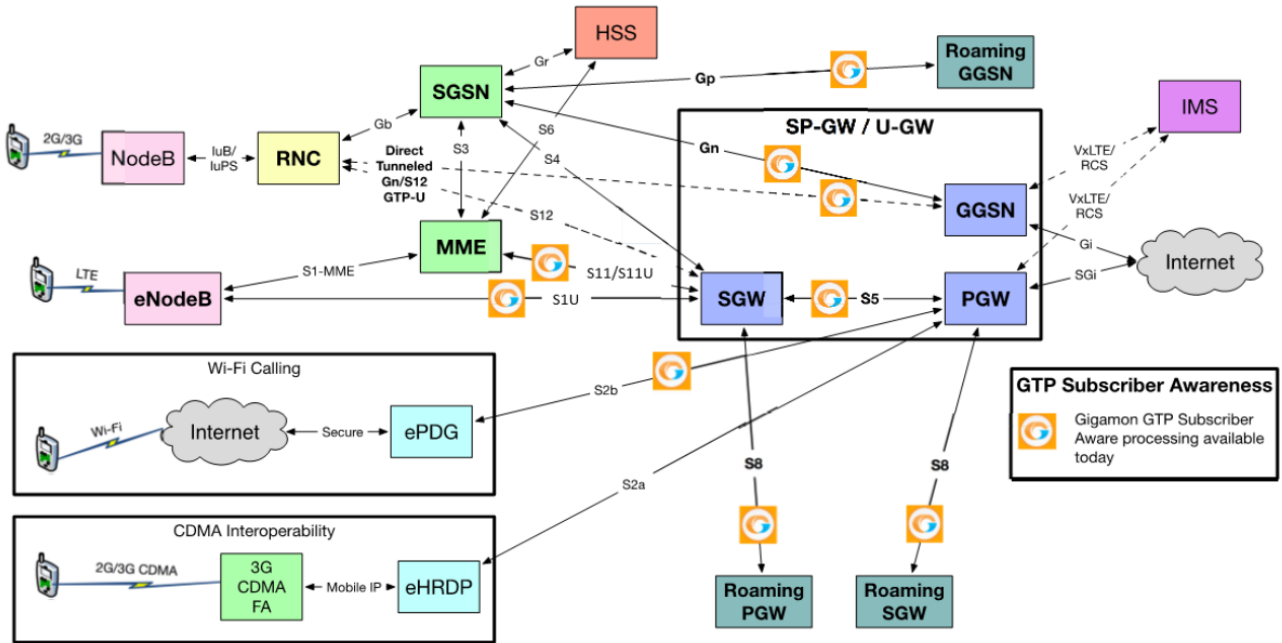 HSS
Roaming
GGSN
Gr
Gp
SGSN
IMS
SP-GW / U-GW
Gb
S6
2G/3G
NodeB
IuB/
IuPS
RNC
Direct
Tunneled
Gn/S12
GTP-U
S3
S4
Gn
VxLTE/
RCS
VxLTE/
RCS
GGSN
S12
MME
Gi
Internet
SGi
LTE
S1-MME
S11/S11U
eNodeB
S1U
SGW
S5
PGW
Wi-Fi Calling
S2b
Wi-Fi
Internet
Secure
ePDG
GTP Subscriber Awareness
Gigamon GTP Subscriber
Aware processing available
today
S8
S8
S2a
CDMA Interoperability
2G/3G CDMA
3G
CDMA
FA
Mobile IP
eHRDP
Roaming
PGW
Roaming
SGW